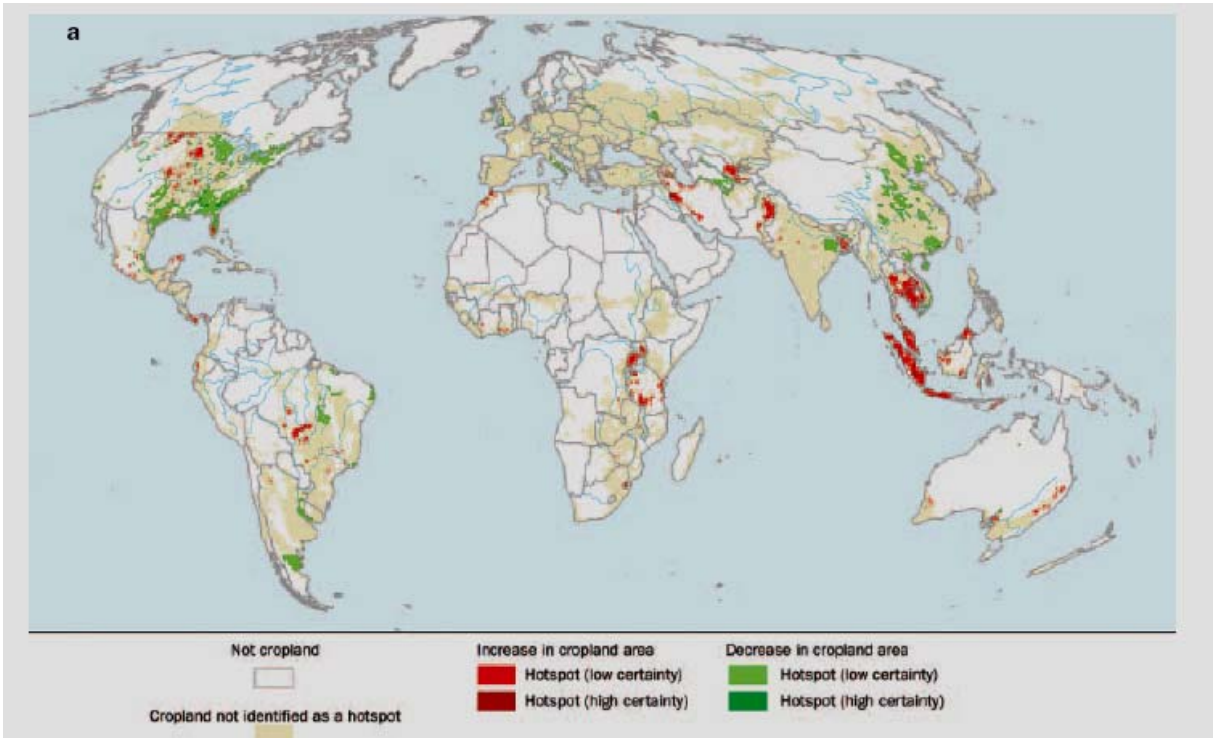 a
Not cropland
Cropland not identified as a hotspot
Increase in cropland area
Hotspot (low certainty)
Hotspot (high certainty)
Decrease in cropland area
Hotspot (low certainty)
Hotspot (high certainty)